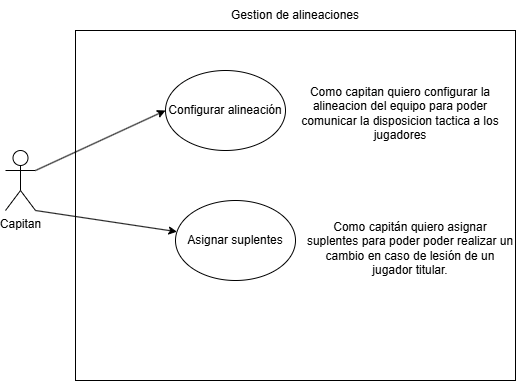 Gestion de alineaciones
Configurar alineación
Como capitan quiero configurar la
alineacion del equipo para poder
comunicar la disposicion tactica a los
jugadores
Capitan
Asignar suplentes
Como capitán quiero asignar
suplentes para poder poder realizar un
cambio en caso de lesión de un
jugador titular.